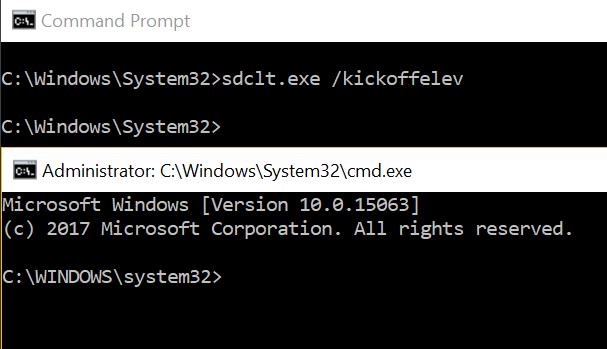 Command Prompt
C:\Windows\System32>sdclt.exe /kickoffelev
C:\Windows\System32>
Administrator: C:\Windows\System32\cmd.exe
Microsoft Windows [Version 10.0.15063]
(c) 2017 Microsoft Corporation. All rights reserved.
C:\WINDOWS\system32>